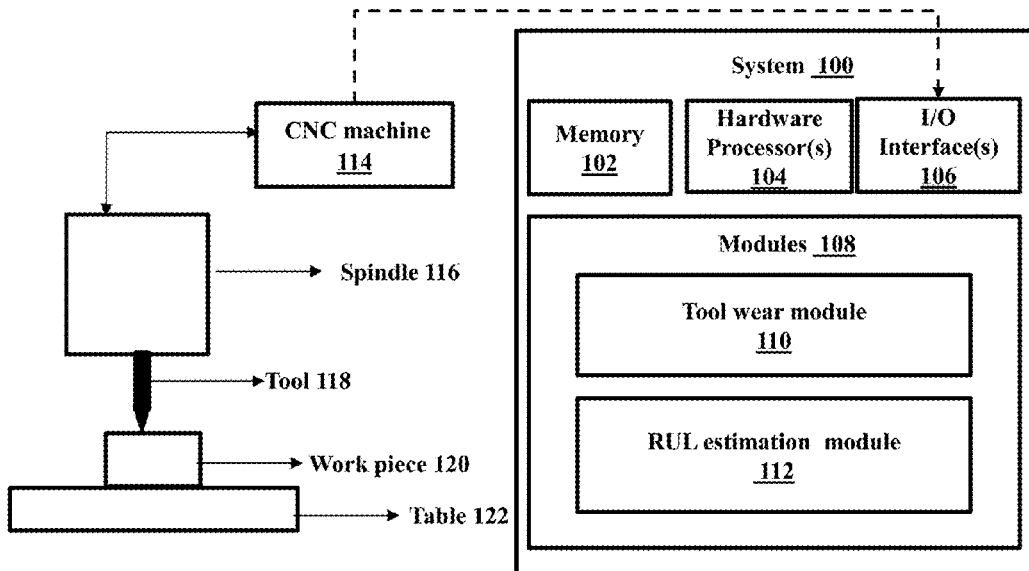 System 100
CNC machine
114
Memory
102
Hardware
Processor(s)
104
I/O
Interface(s)
106
Spindle 116
Modules 108
Tool wear module
110
Tool 118
RUL estimation module
112
Work piece 120
Table 122